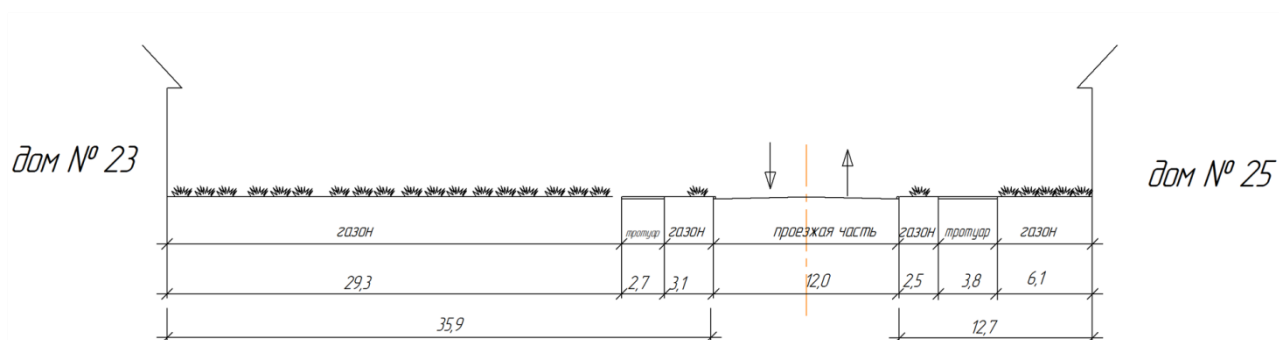 дом № 23
дом № 25
газон тротуар газон проезжая часть газон тротуар газон
29,3 2,7 3,1 12,0 2,5 3,8 6,1
35,9 12,7